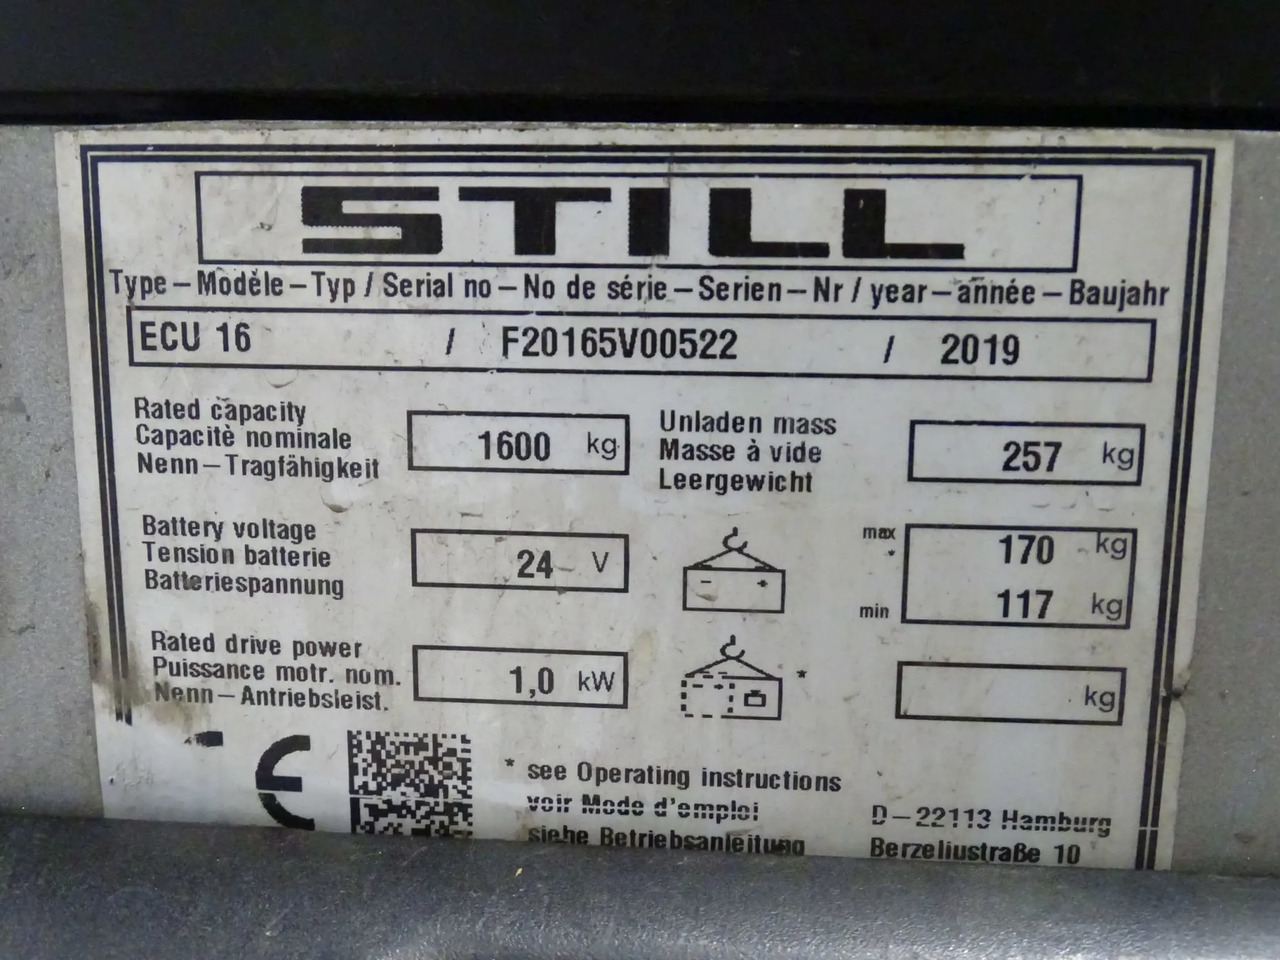 STILL
Type – Modèle – Typ / Serial no – No de série – Serien – Nr / year – année – Baujahr
ECU 16 / F20165V00522 / 2019
Rated capacity
Capacitè nominale
Nenn – Tragfähigkeit
1600 kg
Unladen mass
Masse à vide
Leergewicht
257 kg
Battery voltage
Tension batterie
Batteriespannung
24 V
- +
max 170 kg
*
min 117 kg
Rated drive power
Puissance motr. nom.
Nenn – Antriebsleist.
1,0 kW
*
kg
CE
* see Operating instructions
voir Mode d'emploi
siehe Betriebsanleitung
D – 22113 Hamburg
Berzeliustraße 10